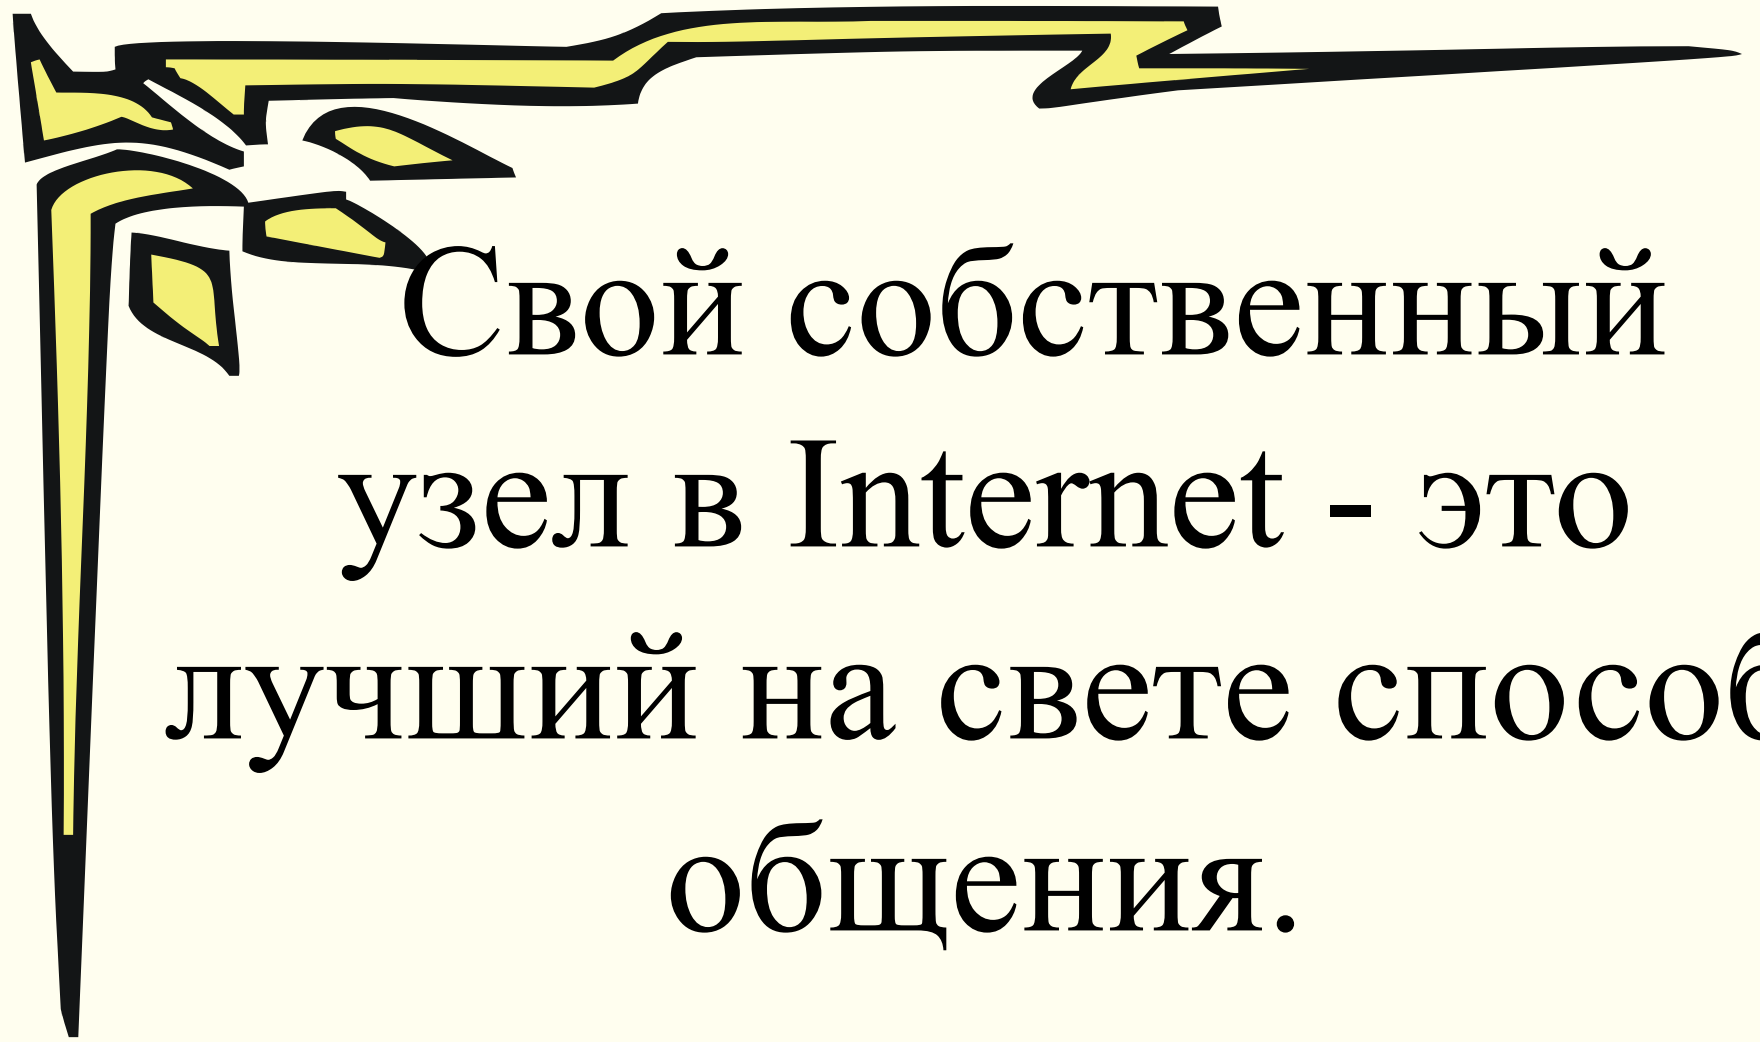 Свой собственный
узел в Internet - это
лучший на свете способ
общения.